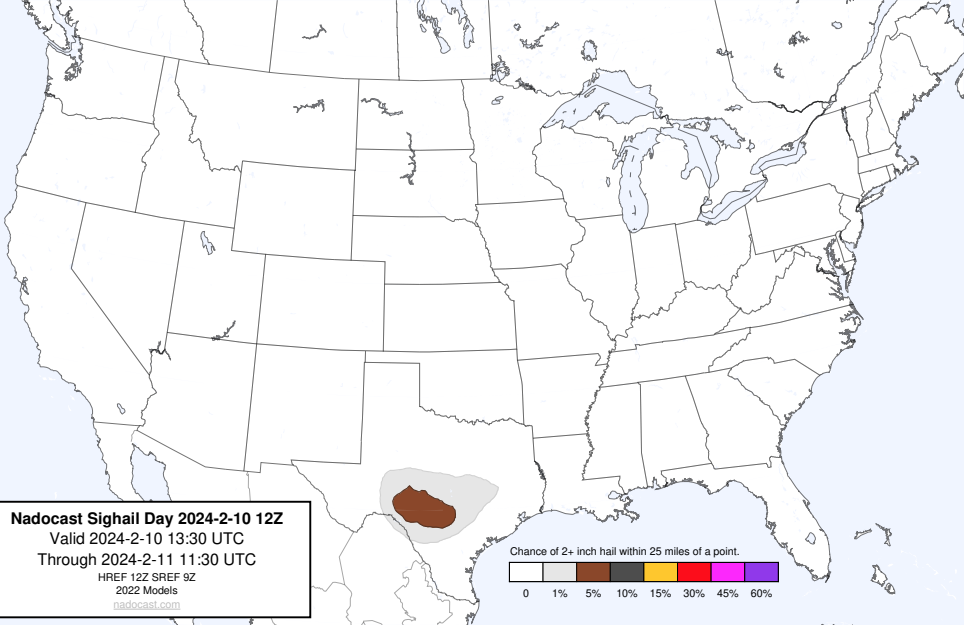 Nadocast Sighail Day 2024-2-10 12Z
Valid 2024-2-10 13:30 UTC
Through 2024-2-11 11:30 UTC
HREF 12Z SREF 9Z
2022 Models
nadocast.com
Chance of 2+ inch hail within 25 miles of a point.
0 1% 5% 10% 15% 30% 45% 60%